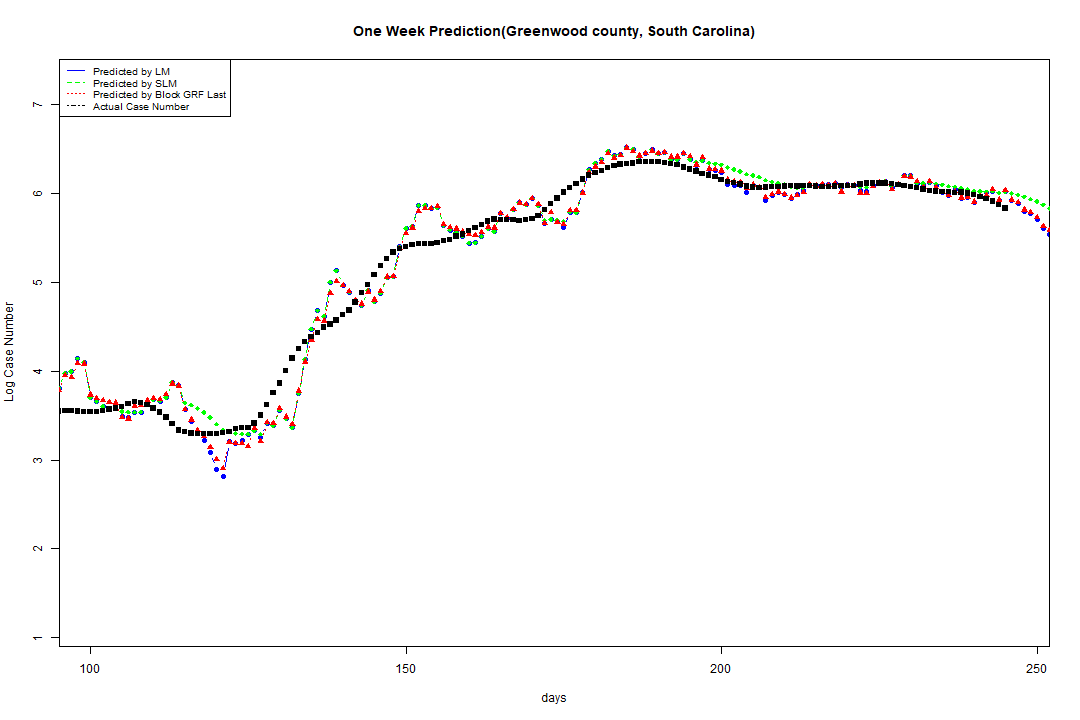 One Week Prediction(Greenwood county, South Carolina)
Predicted by LM
Predicted by SLM
Predicted by Block GRF Last
Actual Case Number
7
6
5
4
3
2
1
Log Case Number
100 150 200 250
days